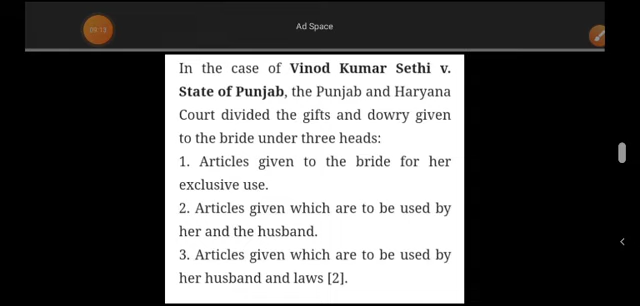 09:13
Ad Space
In the case of Vinod Kumar Sethi v.
State of Punjab, the Punjab and Haryana
Court divided the gifts and dowry given
to the bride under three heads:
1. Articles given to the bride for her
exclusive use.
2. Articles given which are to be used by
her and the husband.
3. Articles given which are to be used by
her husband and laws [2].